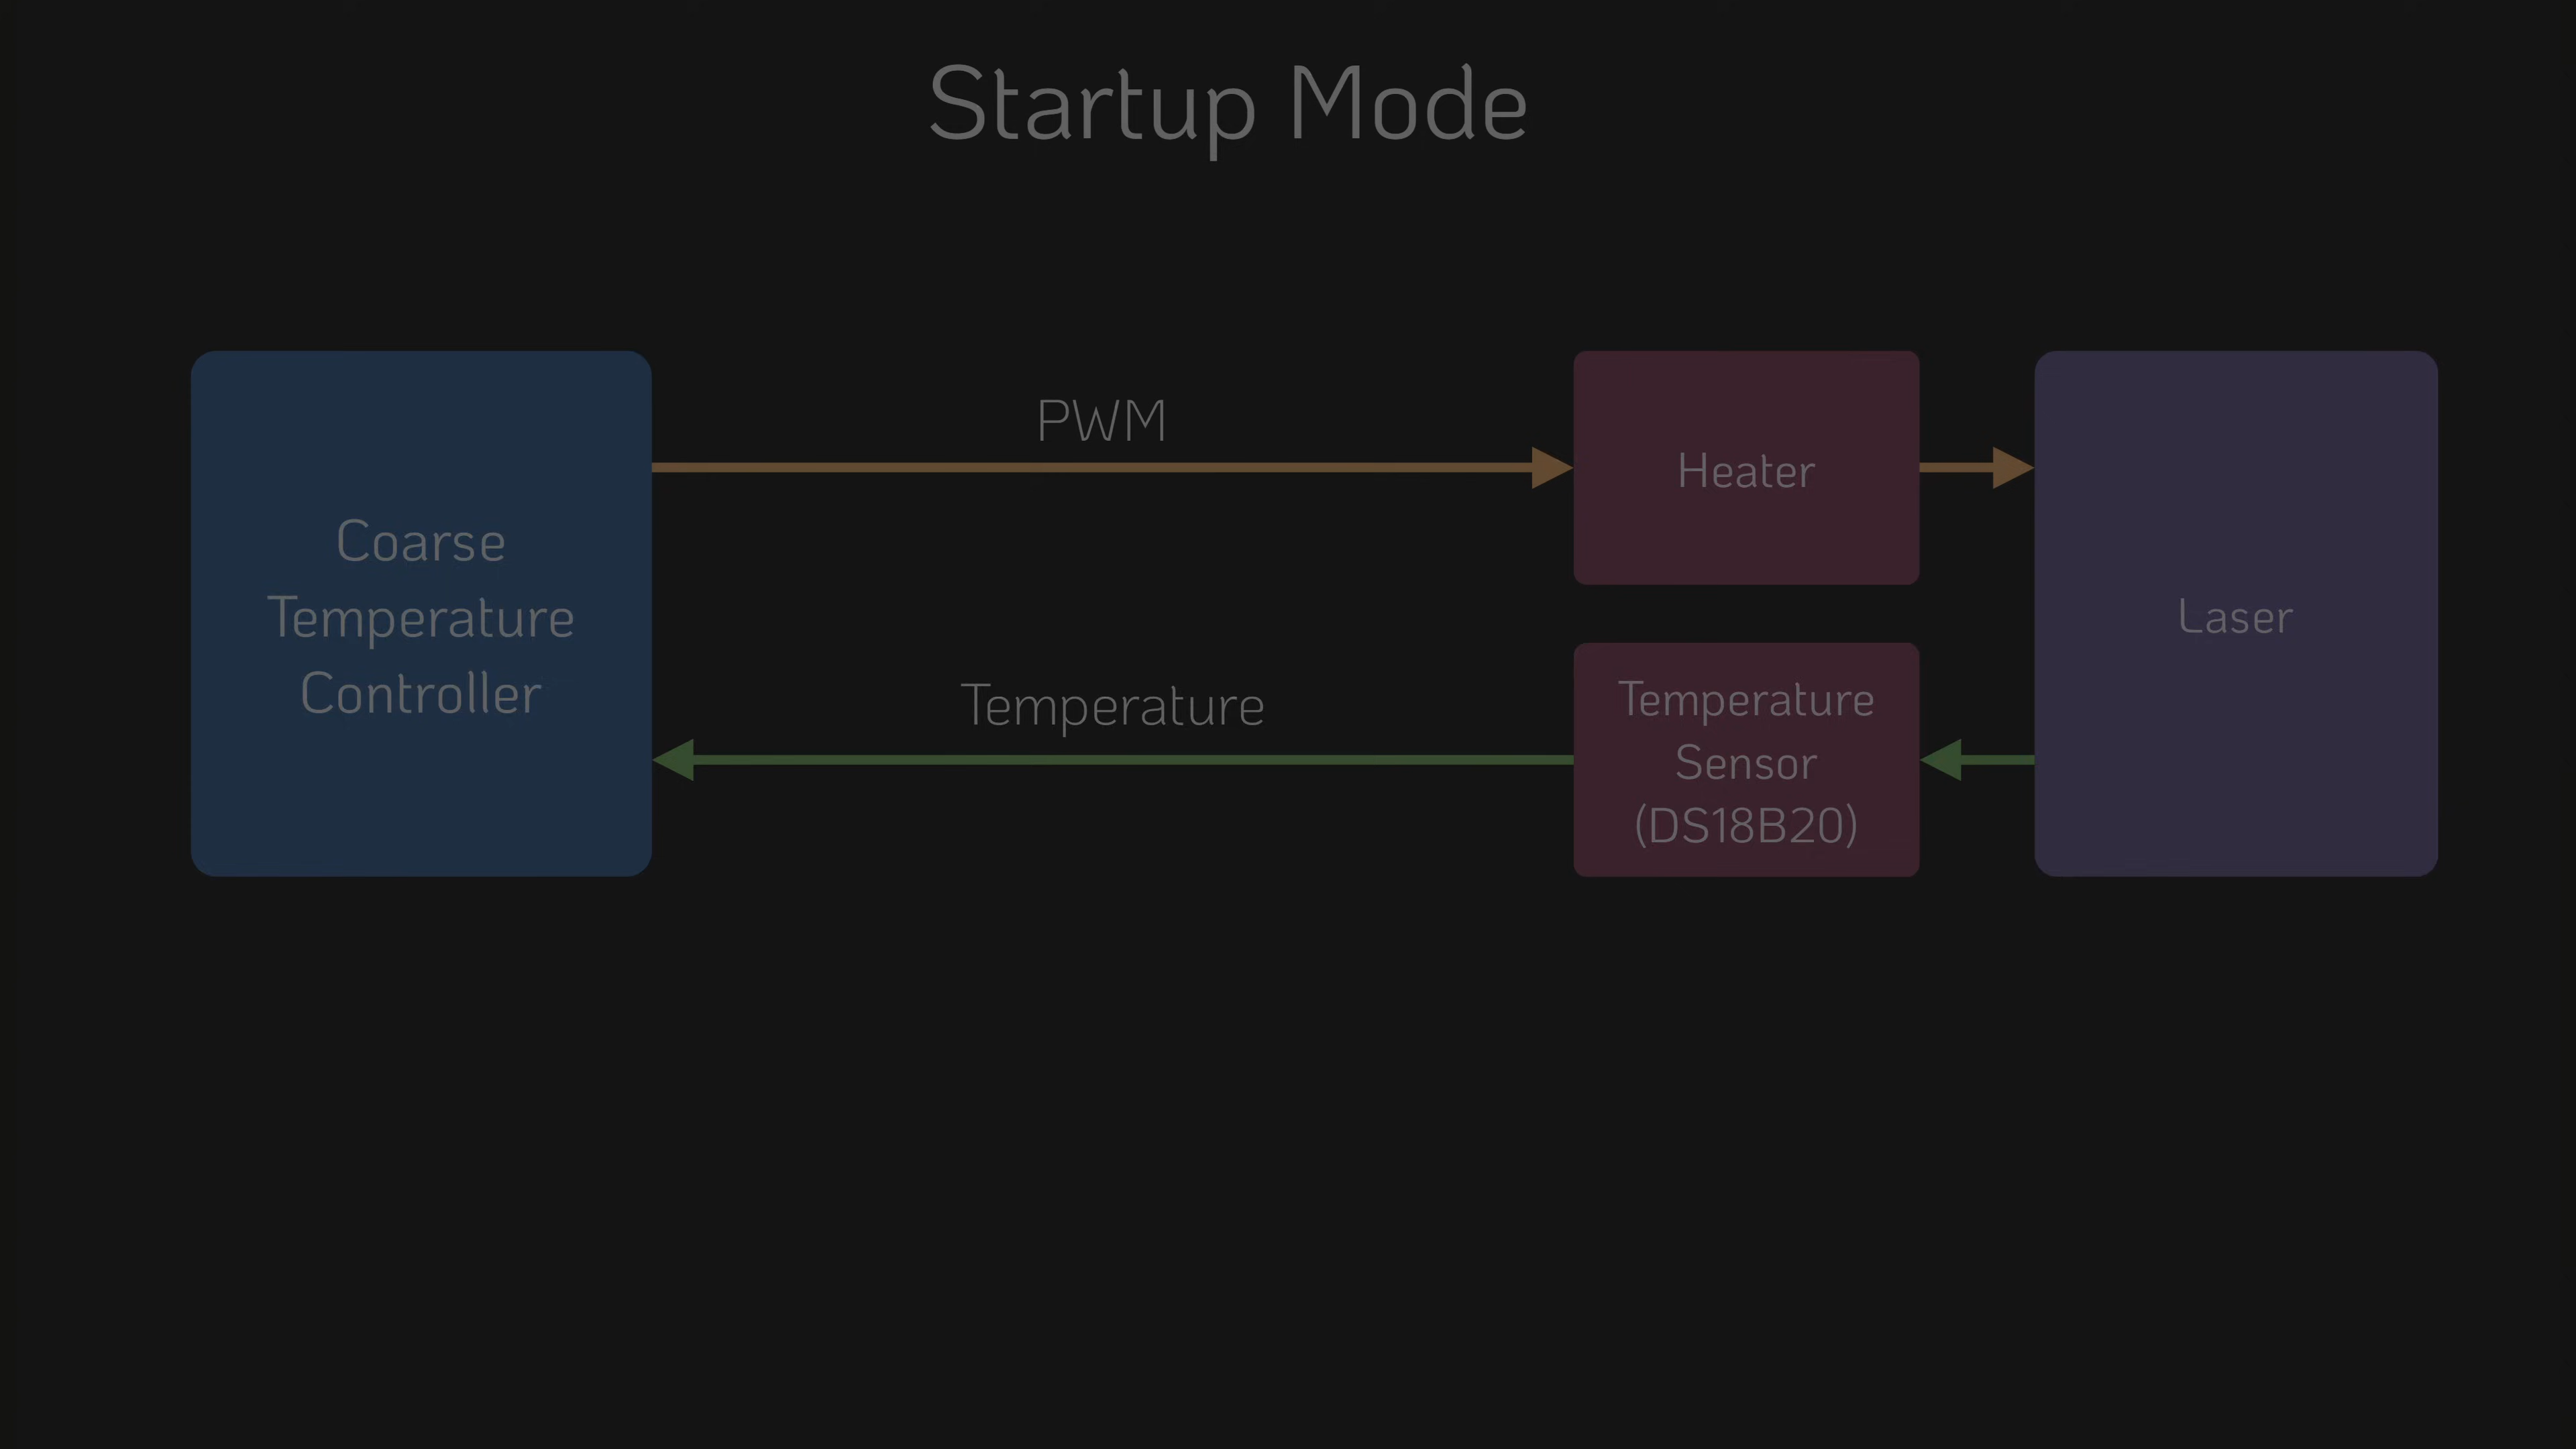 Startup Mode
PWM
Heater
Coarse
Temperature
Controller
Laser
Temperature
Temperature
Sensor
(DS18B20)